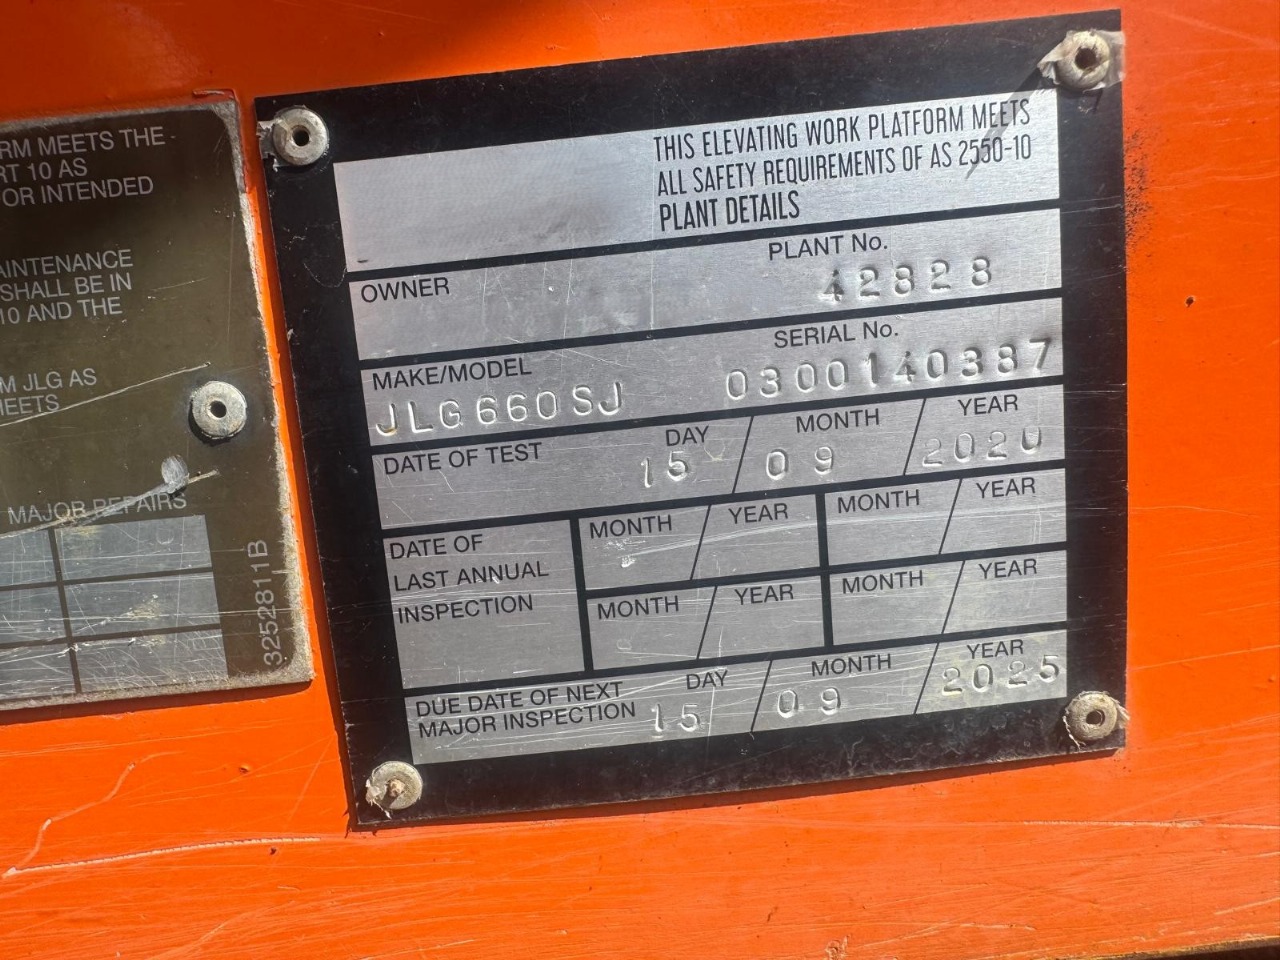 RM MEETS THE
RT 10 AS
OR INTENDED
AINTENANCE
SHALL BE IN
10 AND THE
M JLG AS
HEETS
MAJOR REPAIRS
3252811B
THIS ELEVATING WORK PLATFORM MEETS
ALL SAFETY REQUIREMENTS OF AS 2550-10
PLANT DETAILS
OWNER
PLANT No.
42828
MAKE/MODEL
JLG 660 SJ
SERIAL No.
0300140387
DATE OF TEST
DAY MONTH YEAR
15 09 2020
DATE OF
LAST ANNUAL
INSPECTION
MONTH YEAR MONTH YEAR
MONTH YEAR MONTH YEAR
DUE DATE OF NEXT
MAJOR INSPECTION
DAY MONTH YEAR
15 09 2025